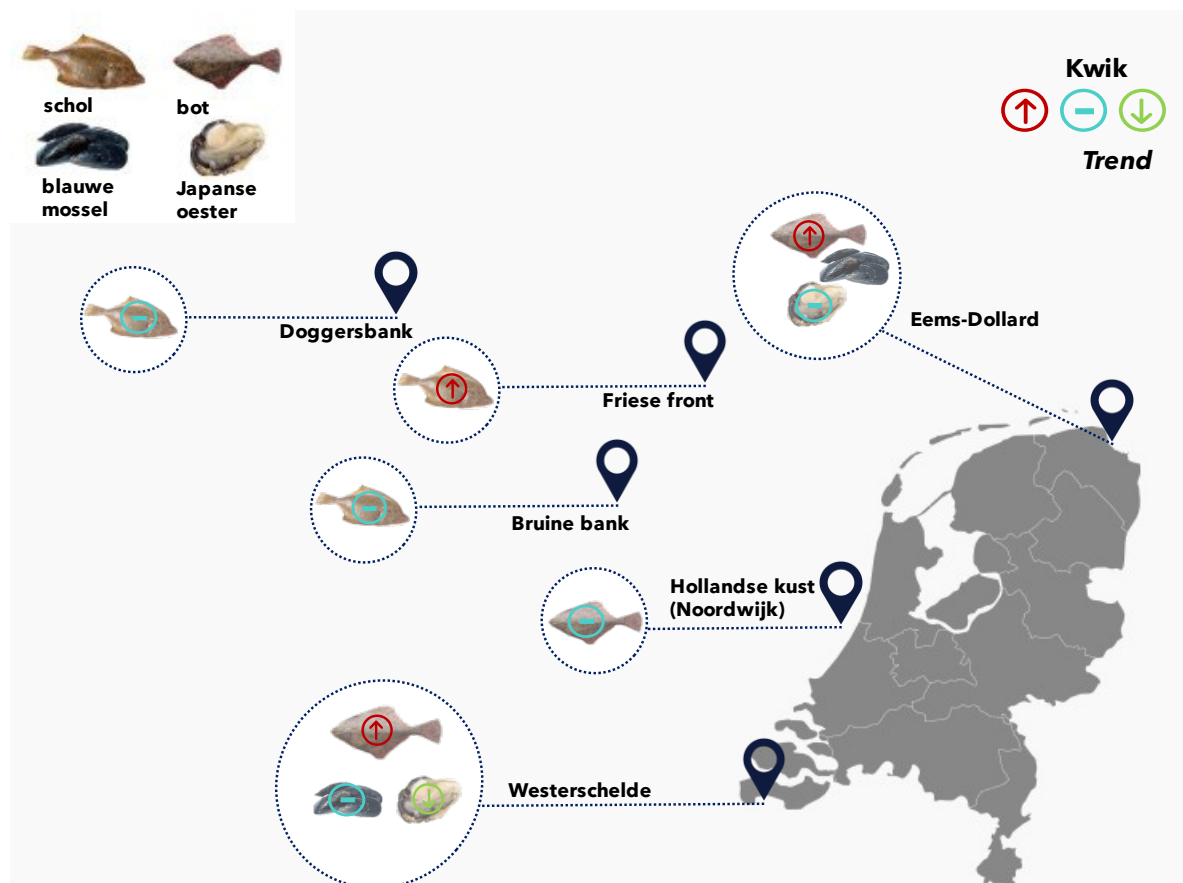 schol
bot
blauwe
mossel
Japanse
oester
Kwik
Trend
Doggersbank
Friese front
Eems-Dollard
Bruine bank
Hollandse kust
(Noordwijk)
Westerschelde